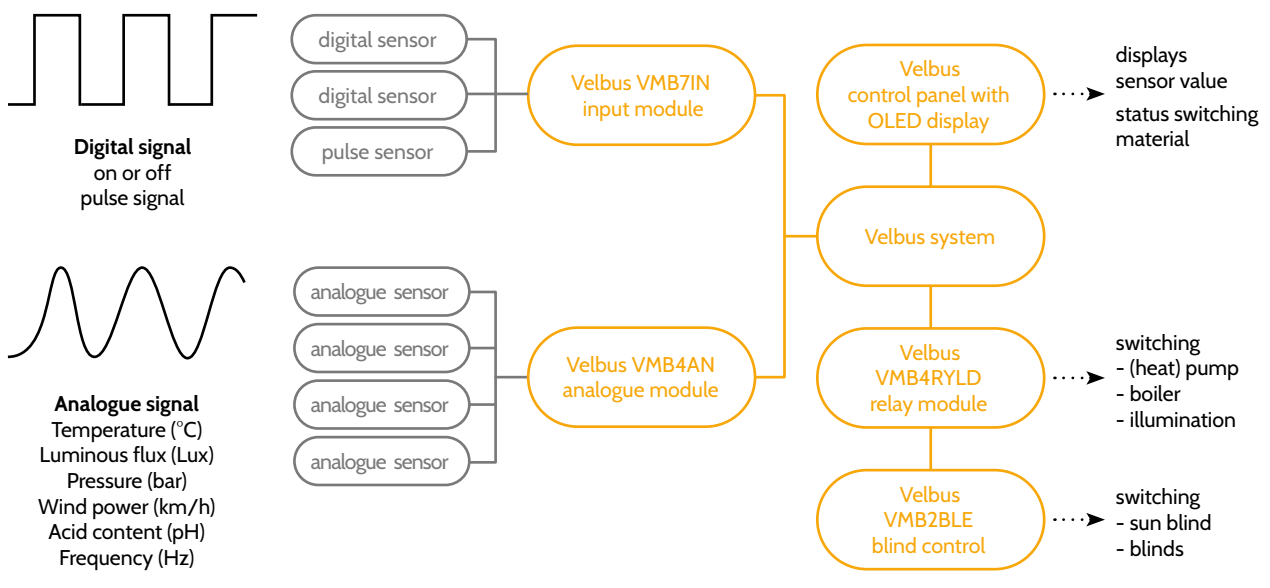 Digital signal
on or off
pulse signal
Analogue signal
Temperature (°C)
Luminous flux (Lux)
Pressure (bar)
Wind power (km/h)
Acid content (pH)
Frequency (Hz)
digital sensor
digital sensor
pulse sensor
analogue sensor
analogue sensor
analogue sensor
analogue sensor
Velbus VMB7IN
input module
Velbus VMB4AN
analogue module
Velbus
control panel with
OLED display
Velbus system
Velbus
VMB4RYLD
relay module
Velbus
VMB2BLE
blind control
displays
sensor value
status switching
material
switching
- (heat) pump
- boiler
- illumination
switching
- sun blind
- blinds